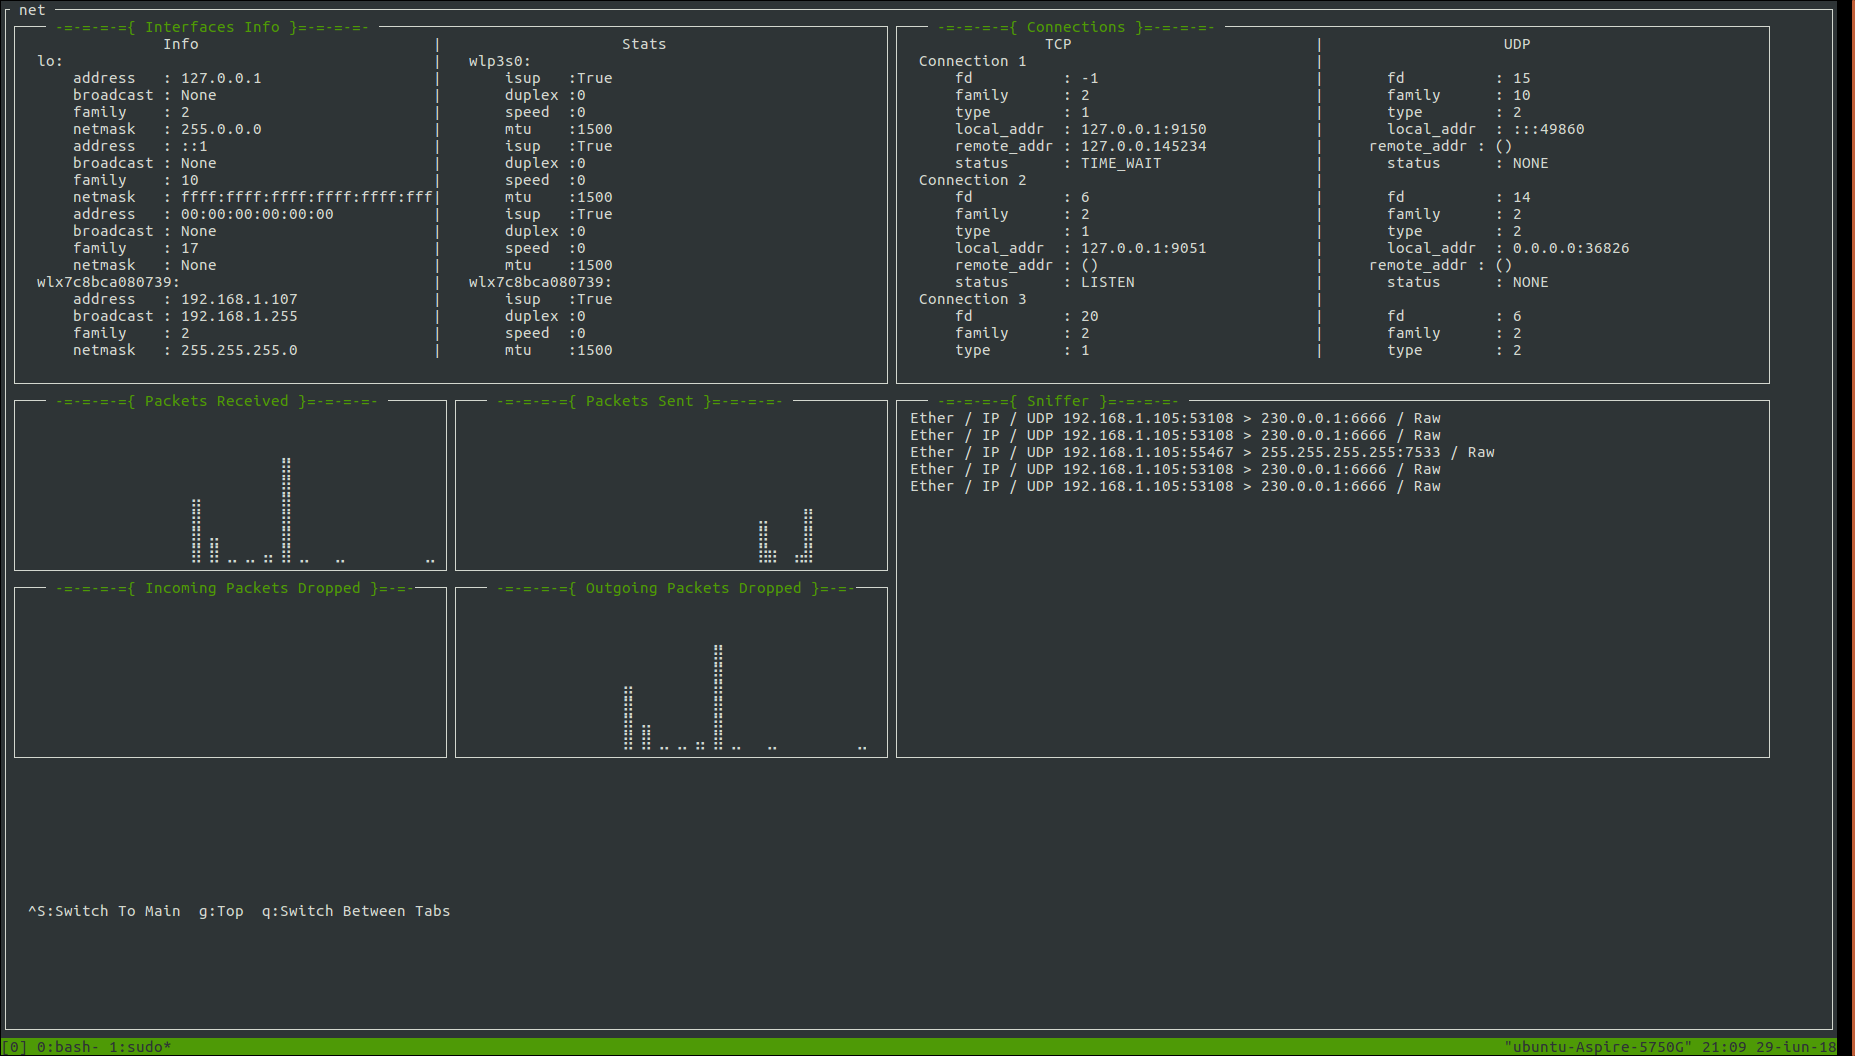 net
-=-=-=-={ Interfaces Info }=-=-=-=-
Info | Stats
lo: | wlp3s0:
address : 127.0.0.1 | isup :True
broadcast : None | duplex :0
family : 2 | speed :0
netmask : 255.0.0.0 | mtu :1500
address : ::1 | isup :True
broadcast : None | duplex :0
family : 10 | speed :0
netmask : ffff:ffff:ffff:ffff:ffff:fff| mtu :1500
address : 00:00:00:00:00:00 | isup :True
broadcast : None | duplex :0
family : 17 | speed :0
netmask : None | mtu :1500
wlx7c8bca080739: | wlx7c8bca080739:
address : 192.168.1.107 | isup :True
broadcast : 192.168.1.255 | duplex :0
family : 2 | speed :0
netmask : 255.255.255.0 | mtu :1500
-=-=-=-={ Connections }=-=-=-=-
TCP | UDP
Connection 1 |
fd : -1 | fd : 15
family : 2 | family : 10
type : 1 | type : 2
local_addr : 127.0.0.1:9150 | local_addr : :::49860
remote_addr : 127.0.0.145234 | remote_addr : ()
status : TIME_WAIT | status : NONE
Connection 2 |
fd : 6 | fd : 14
family : 2 | family : 2
type : 1 | type : 2
local_addr : 127.0.0.1:9051 | local_addr : 0.0.0.0:36826
remote_addr : () | remote_addr : ()
status : LISTEN | status : NONE
Connection 3 |
fd : 20 | fd : 6
family : 2 | family : 2
type : 1 | type : 2
-=-=-=-={ Packets Received }=-=-=-=-
-=-=-=-={ Packets Sent }=-=-=-=-
-=-=-=-={ Sniffer }=-=-=-=-
Ether / IP / UDP 192.168.1.105:53108 > 230.0.0.1:6666 / Raw
Ether / IP / UDP 192.168.1.105:53108 > 230.0.0.1:6666 / Raw
Ether / IP / UDP 192.168.1.105:55467 > 255.255.255.255:7533 / Raw
Ether / IP / UDP 192.168.1.105:53108 > 230.0.0.1:6666 / Raw
Ether / IP / UDP 192.168.1.105:53108 > 230.0.0.1:6666 / Raw
-=-=-=-={ Incoming Packets Dropped }=-=-
-=-=-=-={ Outgoing Packets Dropped }=-=-
^S:Switch To Main g:Top q:Switch Between Tabs
[0] 0:bash- 1:sudo* "ubuntu-Aspire-5750G" 21:09 29-iun-18